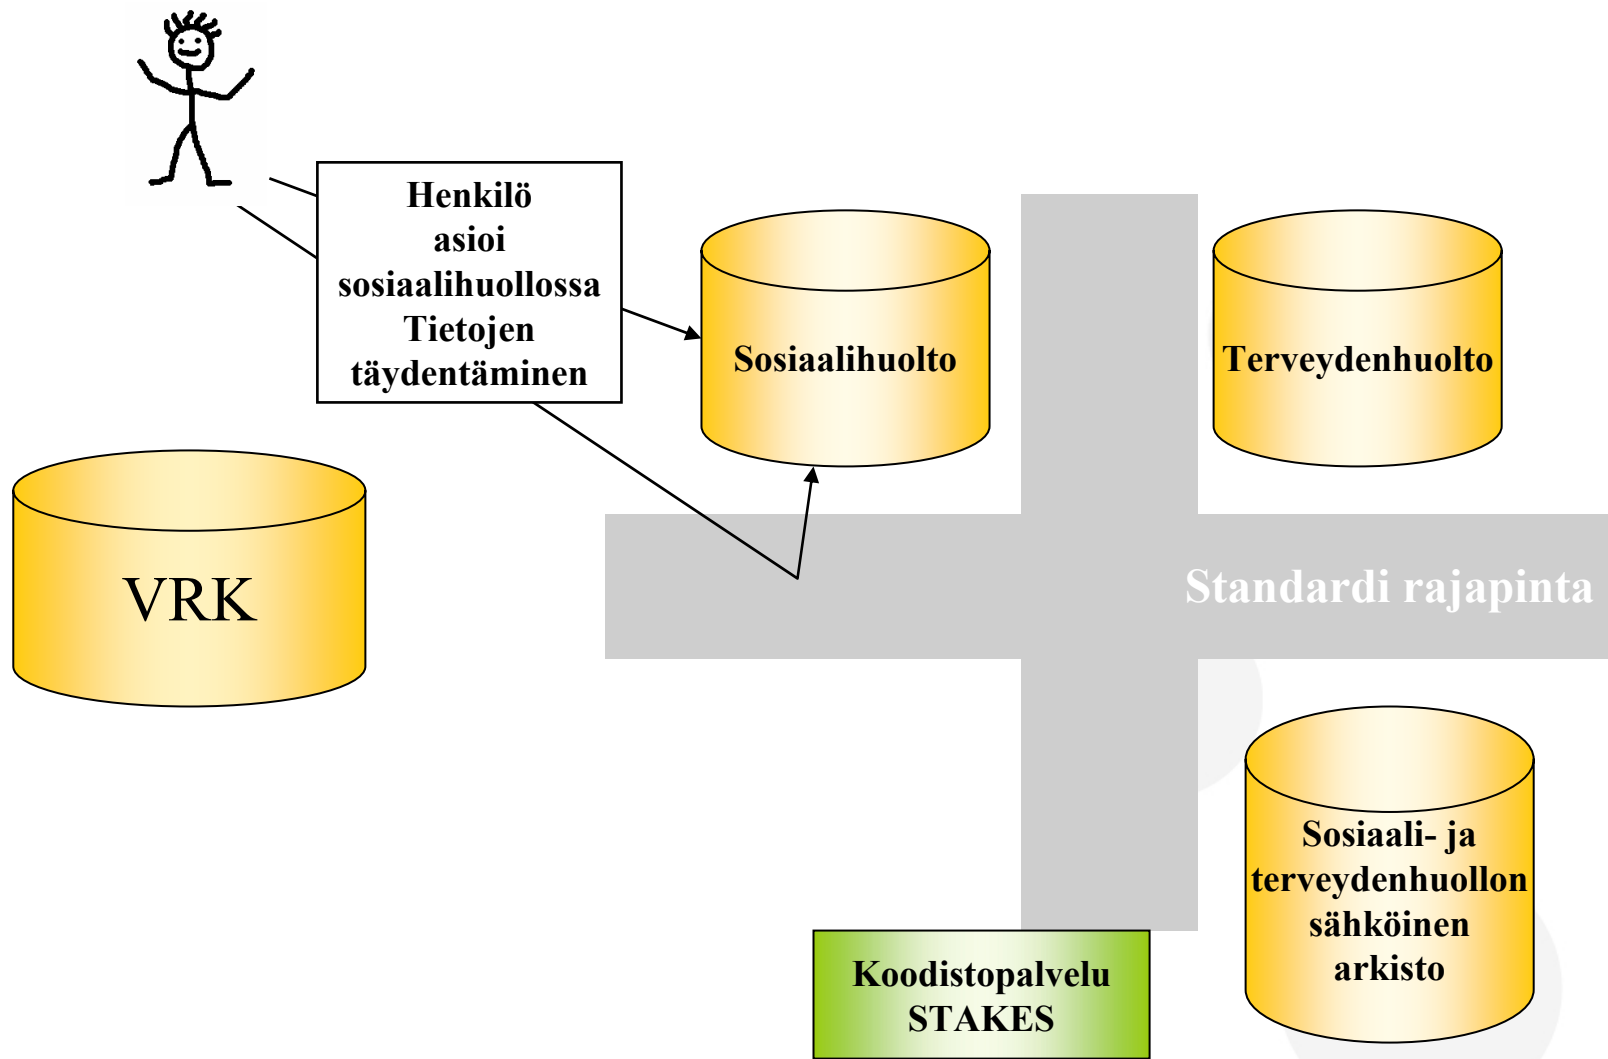 Henkilö
asioi
sosiaalihuollossa
Tietojen
täydentäminen
Sosiaalihuolto
Terveydenhuolto
VRK
Standardi rajapinta
Sosiaali- ja
terveydenhuollon
sähköinen
arkisto
Koodistopalvelu
STAKES